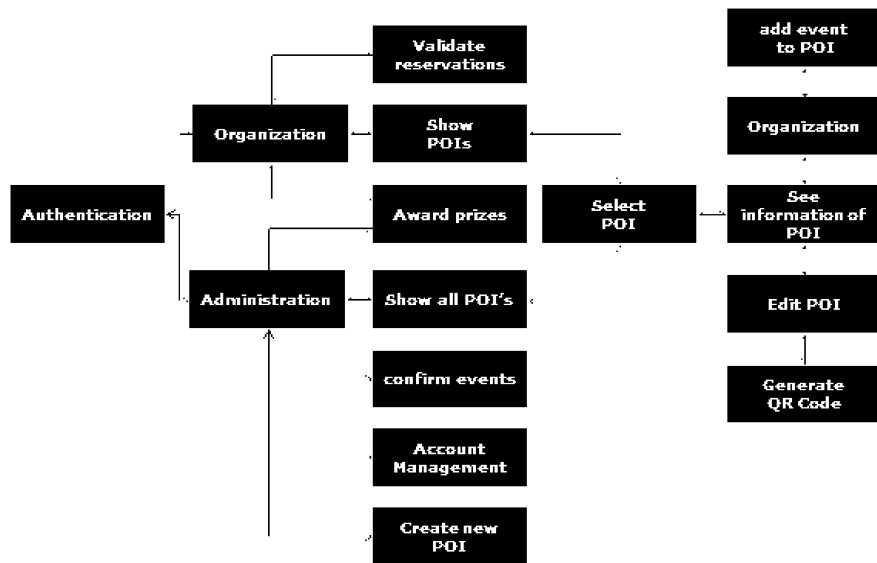 Validate
reservations
add event
to POI
Organization
Show
POIs
Organization
Authentication
Award prizes
Select
POI
See
information of
POI
Administration
Show all POI's
Edit POI
confirm events
Generate
QR Code
Account
Management
Create new
POI